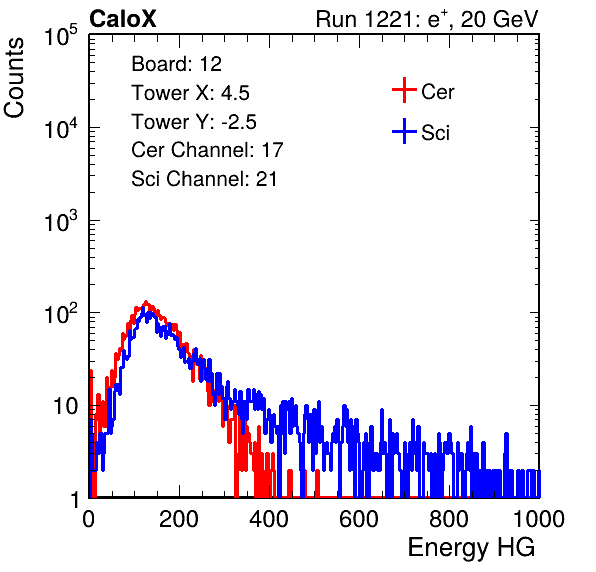 CaloX Run 1221: e⁺, 20 GeV
Counts
10⁵
10⁴
10³
10²
10
1
Board: 12
Tower X: 4.5
Tower Y: -2.5
Cer Channel: 17
Sci Channel: 21
Cer
Sci
0 200 400 600 800 1000
Energy HG